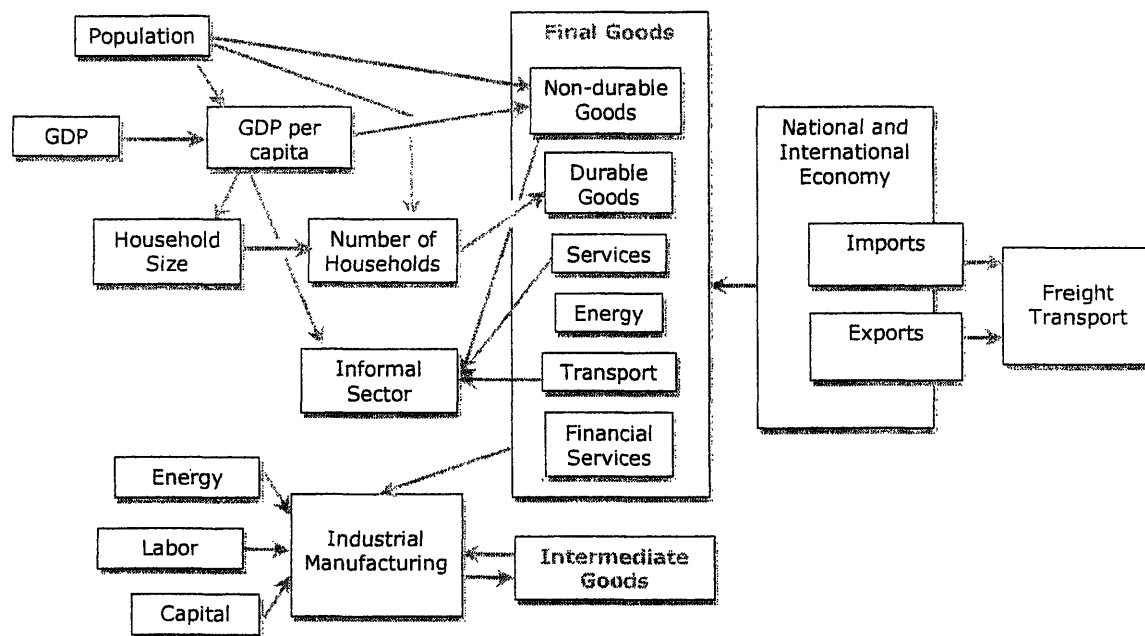 Population
GDP
GDP per
capita
Household
Size
Number of
Households
Informal
Sector
Final Goods
Non-durable
Goods
Durable
Goods
Services
Energy
Transport
Financial
Services
National and
International
Economy
Imports
Exports
Freight
Transport
Energy
Labor
Capital
Industrial
Manufacturing
Intermediate
Goods